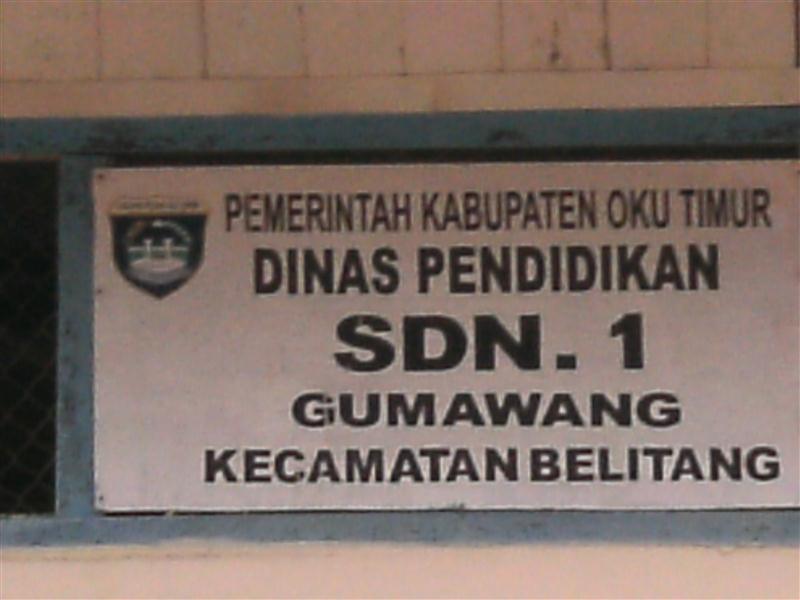 PEMERINTAH KABUPATEN OKU TIMUR
DINAS PENDIDIKAN
SDN. 1
GUMAWANG
KECAMATAN BELITANG